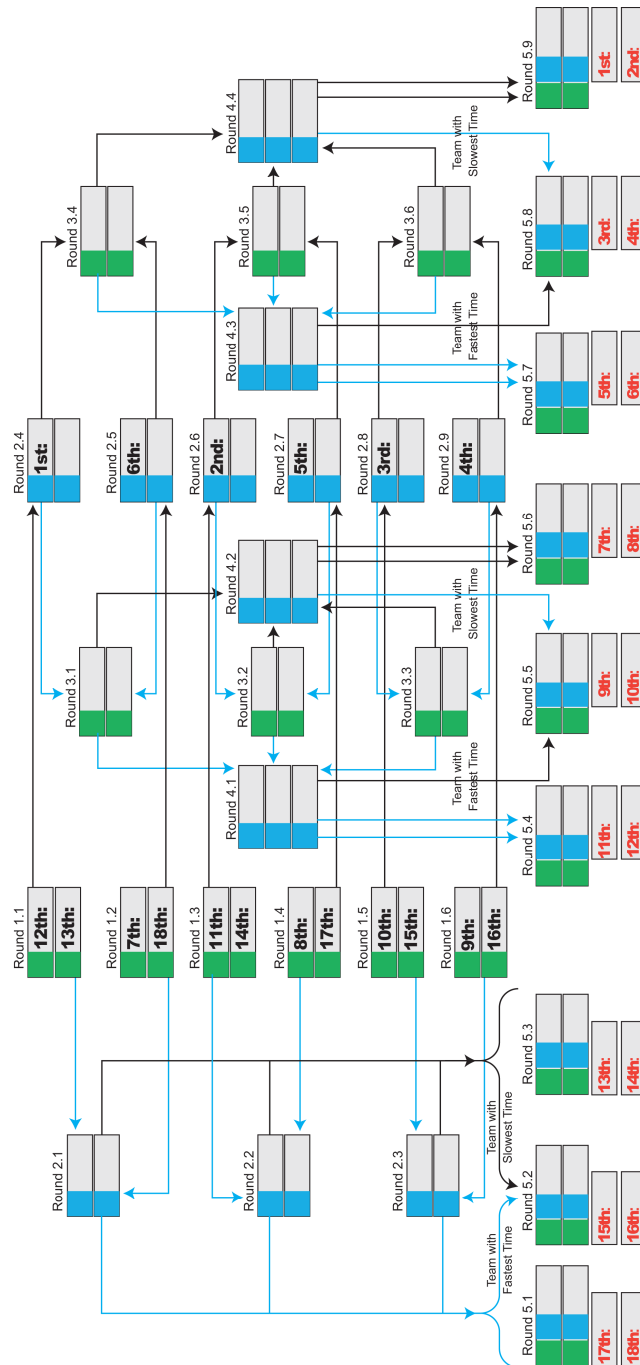 Round 1.1
12th:
13th:
Round 1.2
7th:
18th:
Round 1.3
11th:
14th:
Round 1.4
8th:
17th:
Round 1.5
10th:
15th:
Round 1.6
9th:
16th:
Round 2.1
Round 2.2
Round 2.3
Round 2.4
1st:
Round 2.5
6th:
Round 2.6
2nd:
Round 2.7
5th:
Round 2.8
3rd:
Round 2.9
4th:
Round 3.1
Round 3.2
Round 3.3
Round 3.4
Round 3.5
Round 3.6
Round 4.1
Round 4.2
Round 4.3
Round 4.4
Team with
Fastest Time
Team with
Slowest Time
Team with
Fastest Time
Team with
Slowest Time
Team with
Fastest Time
Team with
Slowest Time
Round 5.1
17th:
18th:
Round 5.2
15th:
16th:
Round 5.3
13th:
14th:
Round 5.4
11th:
12th:
Round 5.5
9th:
10th:
Round 5.6
7th:
8th:
Round 5.7
5th:
6th:
Round 5.8
3rd:
4th:
Round 5.9
1st:
2nd: